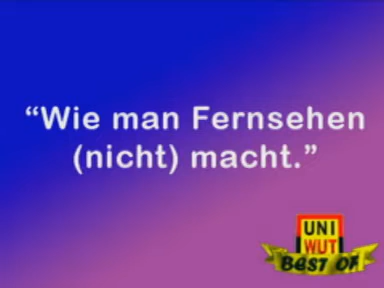 “Wie man Fernsehen
(nicht) macht.”
UNI
WUT
BEST OF